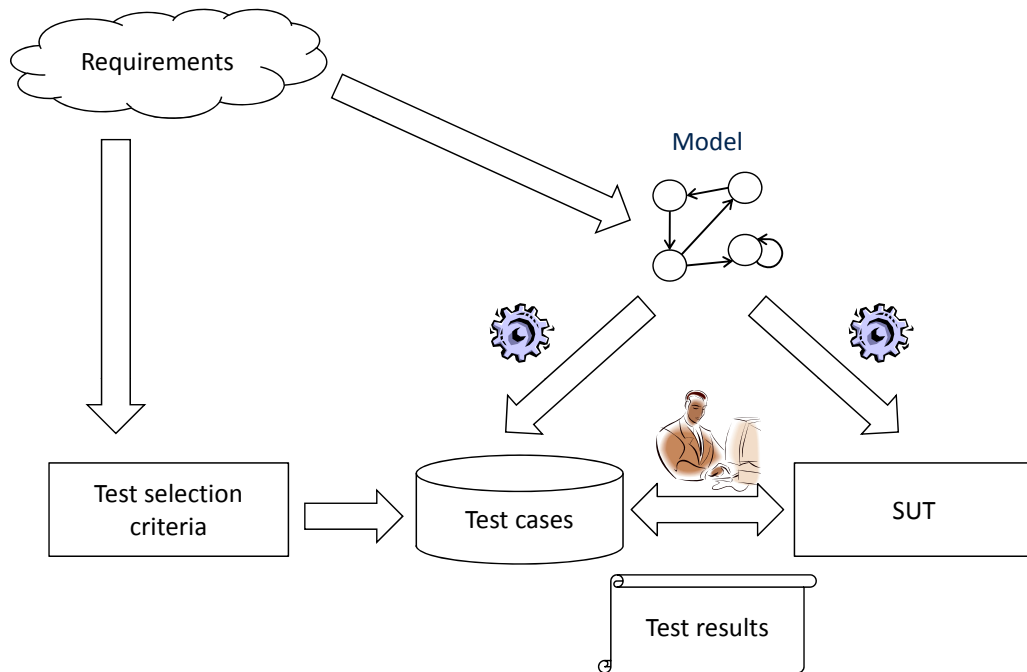 Requirements
Model
Test selection
criteria
Test cases
SUT
Test results